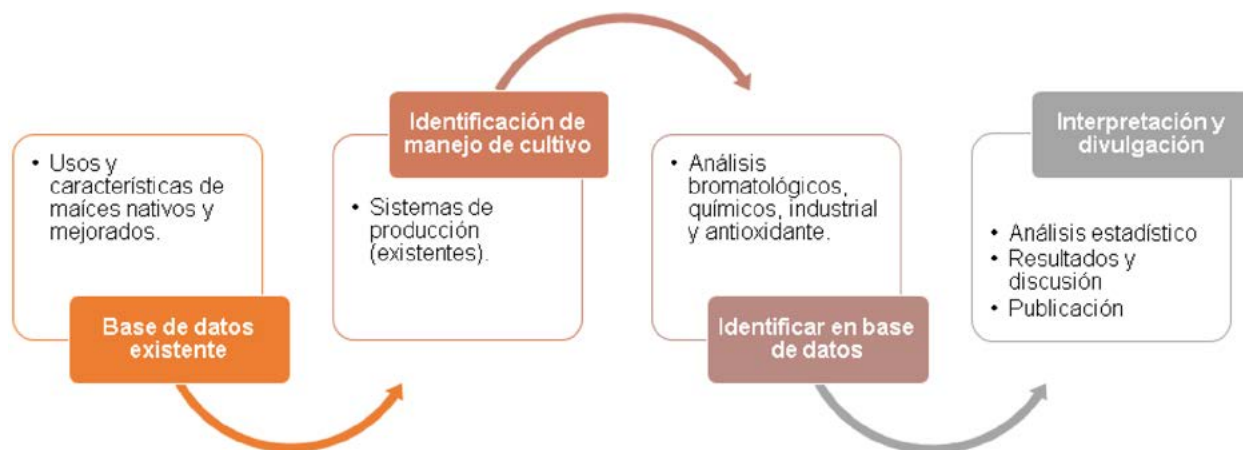 • Usos y
características de
maíces nativos y
mejorados.
Base de datos
existente
Identificación de
manejo de cultivo
• Sistemas de
producción
(existentes).
• Análisis
bromatológicos,
químicos, industrial
y antioxidante.
Identificar en base
de datos
Interpretación y
divulgación
• Análisis estadístico
• Resultados y
discusión
• Publicación